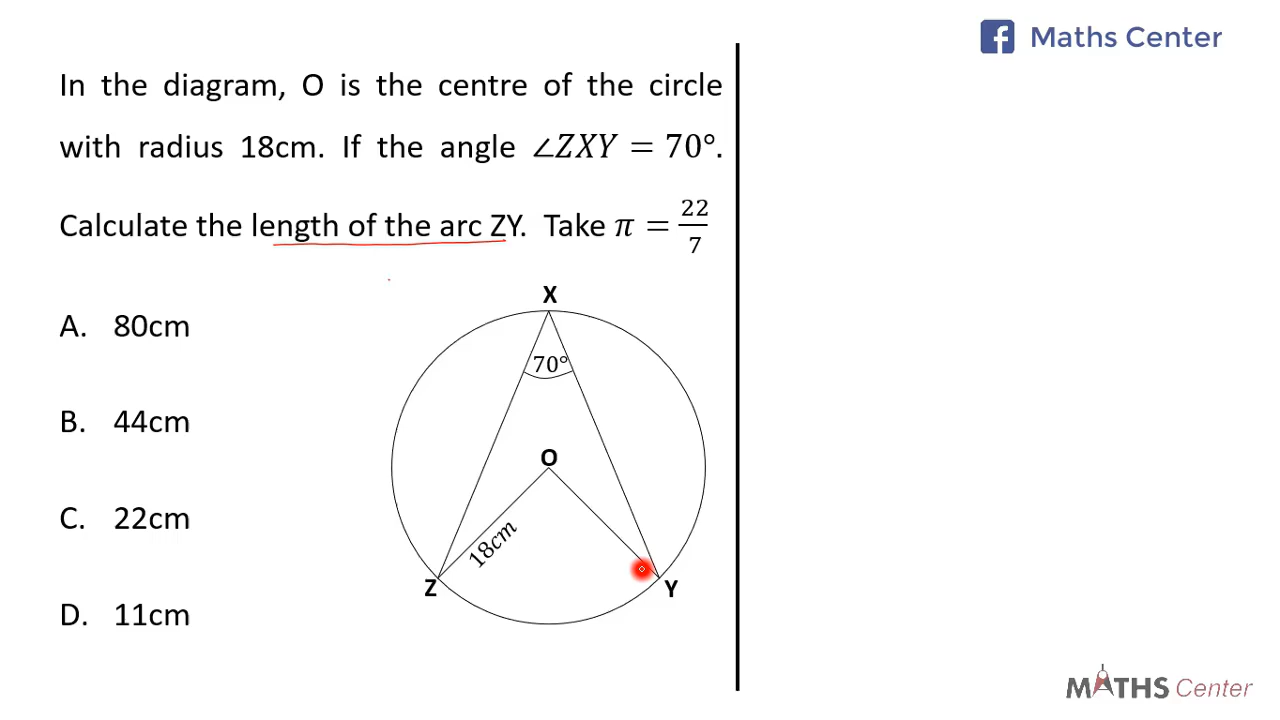 Maths Center
In the diagram, O is the centre of the circle
with radius 18cm. If the angle ∠ZXY = 70°.
Calculate the length of the arc ZY. Take π = 22/7
A. 80cm
B. 44cm
C. 22cm
D. 11cm
X
70°
O
18cm
Z
Y
MATHS Center